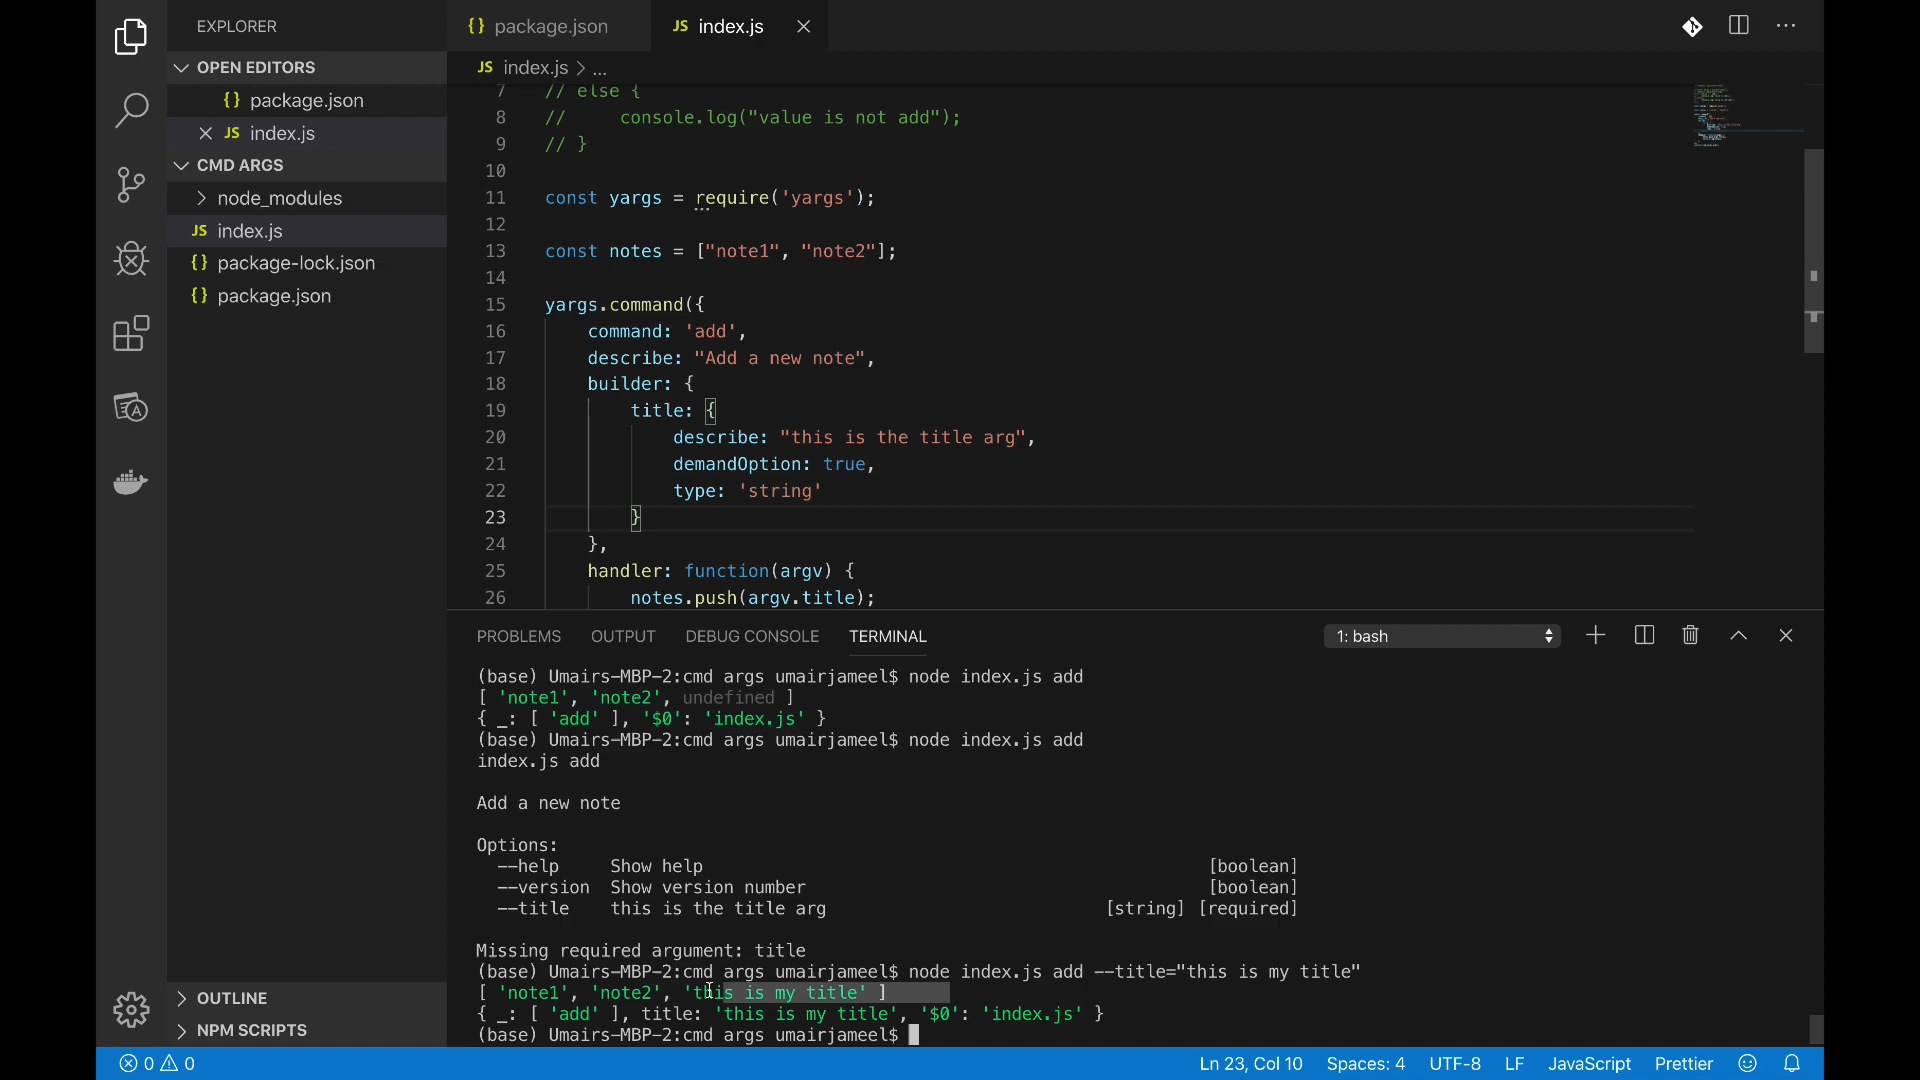 EXPLORER
{} package.json
JS index.js
OPEN EDITORS
{} package.json
JS index.js
CMD ARGS
node_modules
JS index.js
{} package-lock.json
{} package.json
OUTLINE
NPM SCRIPTS
JS index.js > ...
7 // else {
8 //     console.log("value is not add");
9 // }
10
11 const yargs = require('yargs');
12
13 const notes = ["note1", "note2"];
14
15 yargs.command({
16     command: 'add',
17     describe: "Add a new note",
18     builder: {
19         title: {
20             describe: "this is the title arg",
21             demandOption: true,
22             type: 'string'
23         }
24     },
25     handler: function(argv) {
26         notes.push(argv.title);
PROBLEMS OUTPUT DEBUG CONSOLE TERMINAL 1: bash
(base) Umairs-MBP-2:cmd args umairjameel$ node index.js add
[ 'note1', 'note2', undefined ]
{ _: [ 'add' ], '$0': 'index.js' }
(base) Umairs-MBP-2:cmd args umairjameel$ node index.js add
index.js add
Add a new note
Options:
--help     Show help     [boolean]
--version  Show version number     [boolean]
--title    this is the title arg     [string] [required]
Missing required argument: title
(base) Umairs-MBP-2:cmd args umairjameel$ node index.js add --title="this is my title"
[ 'note1', 'note2', 'this is my title' ]
{ _: [ 'add' ], title: 'this is my title', '$0': 'index.js' }
(base) Umairs-MBP-2:cmd args umairjameel$
0 0 Ln 23, Col 10 Spaces: 4 UTF-8 LF JavaScript Prettier